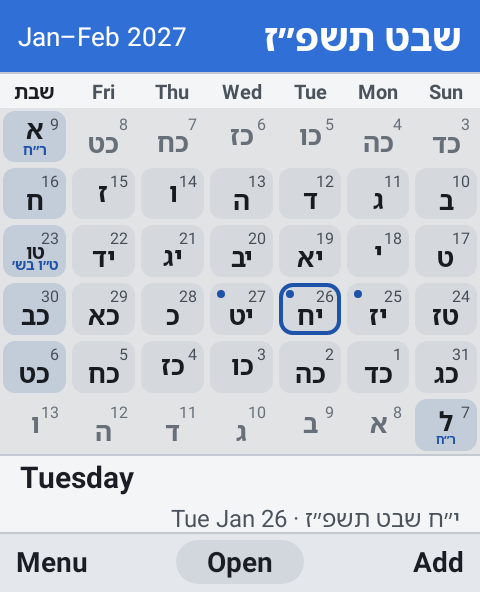 שבט תשפ״ז Jan–Feb 2027
Sun Mon Tue Wed Thu Fri שבת
3 4 5 6 7 8 9
כד כה כו כז כח כט א
ר״ח
10 11 12 13 14 15 16
ב ג ד ה ו ז ח
17 18 19 20 21 22 23
ט י יא יב יג יד טו
ט״ו בש׳
24 25 26 27 28 29 30
טז יז יח יט כ כא כב
31 1 2 3 4 5 6
כג כד כה כו כז כח כט
7 8 9 10 11 12 13
ל א ב ג ד ה ו
ר״ח
Tuesday
י״ח שבט תשפ״ז · Tue Jan 26
Menu Open Add